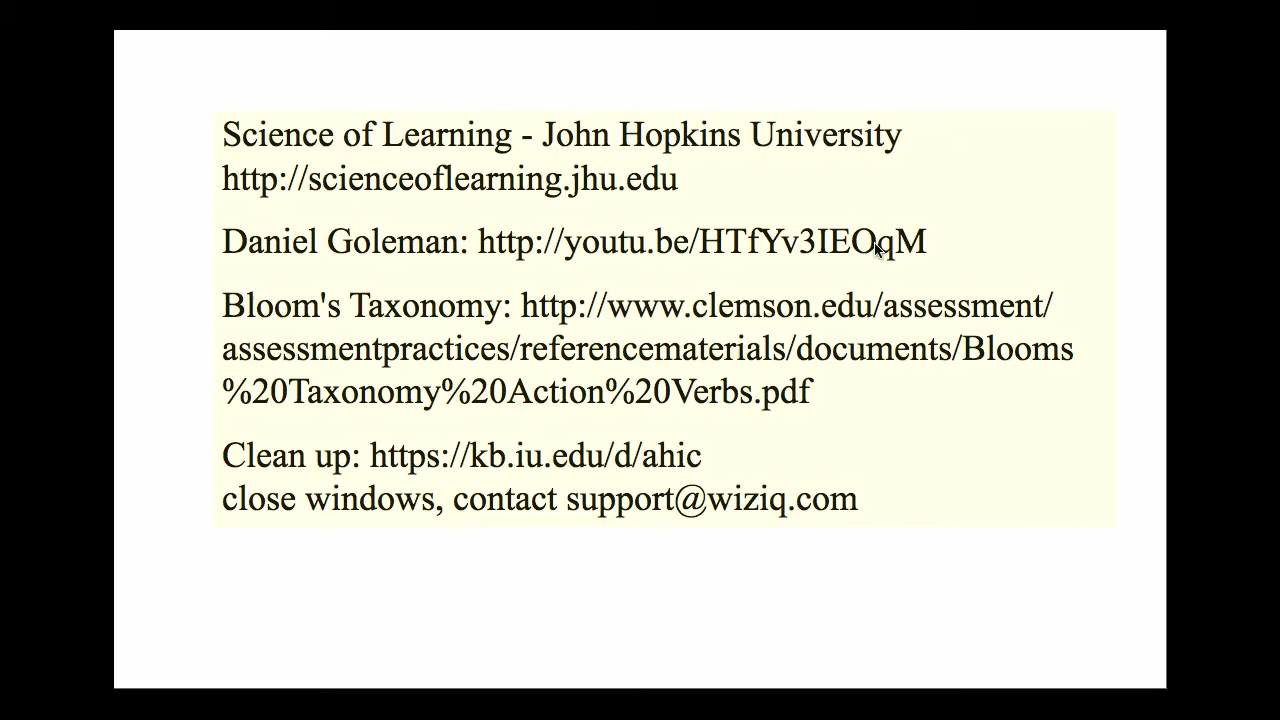 Science of Learning - John Hopkins University
http://scienceoflearning.jhu.edu
Daniel Goleman: http://youtu.be/HTfYv3IEOqM
Bloom's Taxonomy: http://www.clemson.edu/assessment/
assessmentpractices/referencematerials/documents/Blooms
%20Taxonomy%20Action%20Verbs.pdf
Clean up: https://kb.iu.edu/d/ahic
close windows, contact support@wiziq.com